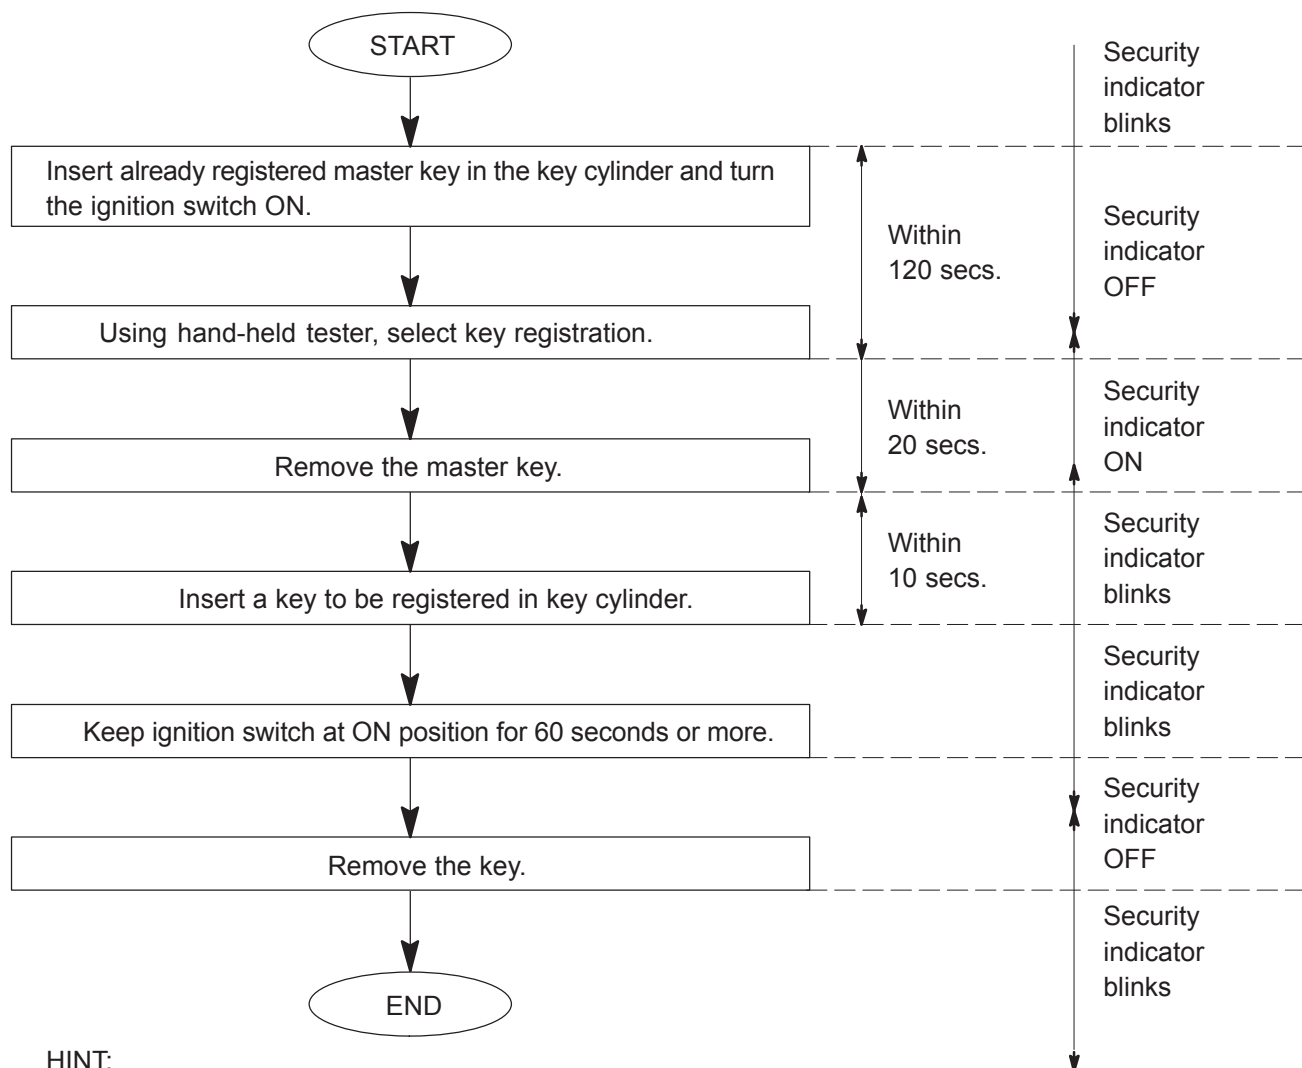 START
Security
indicator
blinks
Insert already registered master key in the key cylinder and turn
the ignition switch ON.
Within
120 secs.
Security
indicator
OFF
Using hand-held tester, select key registration.
Within
20 secs.
Security
indicator
ON
Remove the master key.
Within
10 secs.
Security
indicator
blinks
Insert a key to be registered in key cylinder.
Security
indicator
blinks
Keep ignition switch at ON position for 60 seconds or more.
Security
indicator
OFF
Remove the key.
Security
indicator
blinks
END
HINT: